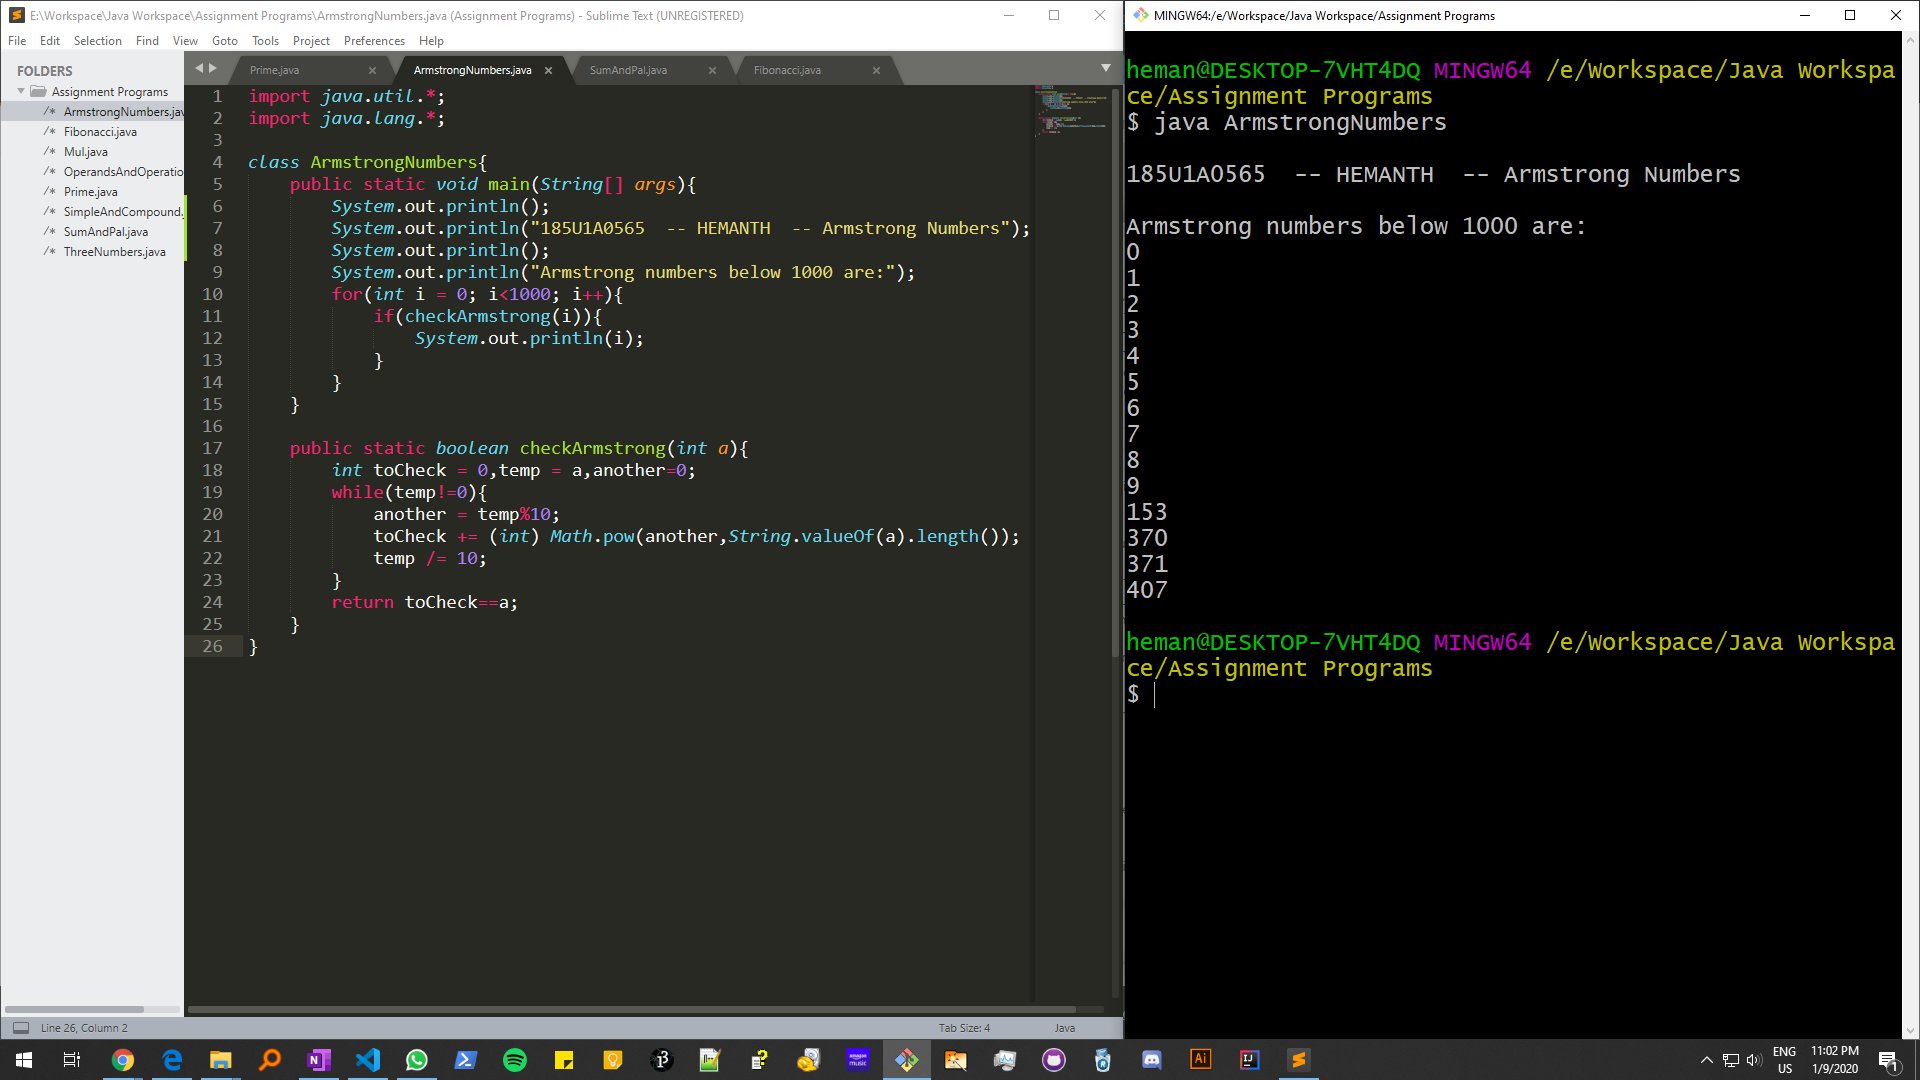 E:\Workspace\Java Workspace\Assignment Programs\ArmstrongNumbers.java (Assignment Programs) - Sublime Text (UNREGISTERED)
File Edit Selection Find View Goto Tools Project Preferences Help
FOLDERS
Assignment Programs
/* ArmstrongNumbers.jav
/* Fibonacci.java
/* Mul.java
/* OperandsAndOperatio
/* Prime.java
/* SimpleAndCompound.
/* SumAndPal.java
/* ThreeNumbers.java
Prime.java × ArmstrongNumbers.java × SumAndPal.java × Fibonacci.java ×
1 import java.util.*;
2 import java.lang.*;
3
4 class ArmstrongNumbers{
5     public static void main(String[] args){
6         System.out.println();
7         System.out.println("185U1A0565  -- HEMANTH  -- Armstrong Numbers");
8         System.out.println();
9         System.out.println("Armstrong numbers below 1000 are:");
10         for(int i = 0; i<1000; i++){
11             if(checkArmstrong(i)){
12                 System.out.println(i);
13             }
14         }
15     }
16
17     public static boolean checkArmstrong(int a){
18         int toCheck = 0,temp = a,another=0;
19         while(temp!=0){
20             another = temp%10;
21             toCheck += (int) Math.pow(another,String.valueOf(a).length());
22             temp /= 10;
23         }
24         return toCheck==a;
25     }
26 }
Line 26, Column 2 Tab Size: 4 Java
MINGW64:/e/Workspace/Java Workspace/Assignment Programs
heman@DESKTOP-7VHT4DQ MINGW64 /e/Workspace/Java Workspa
ce/Assignment Programs
$ java ArmstrongNumbers
185U1A0565  -- HEMANTH  -- Armstrong Numbers
Armstrong numbers below 1000 are:
0
1
2
3
4
5
6
7
8
9
153
370
371
407
heman@DESKTOP-7VHT4DQ MINGW64 /e/Workspace/Java Workspa
ce/Assignment Programs
$
N amazon music Ai IJ
ENG 11:02 PM
US 1/9/2020 1